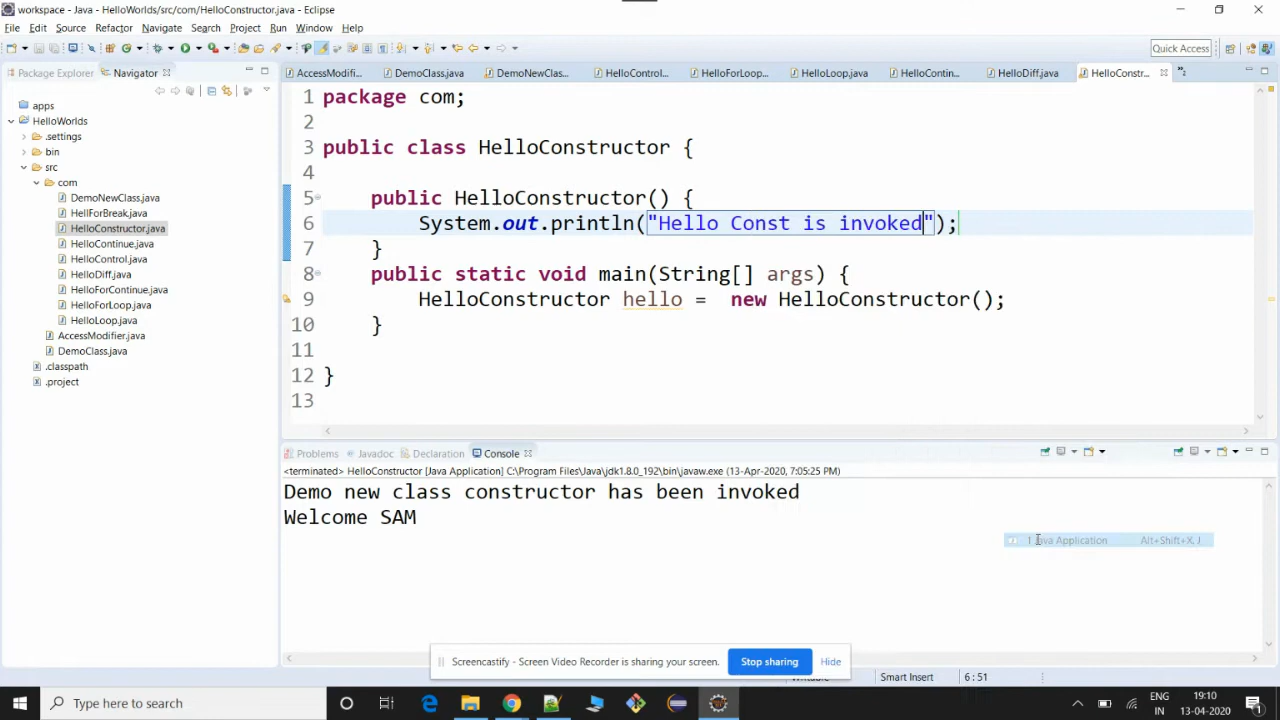 workspace - Java - HelloWorlds/src/com/HelloConstructor.java - Eclipse
File Edit Source Refactor Navigate Search Project Run Window Help
Quick Access
Package Explorer Navigator
AccessModifi... DemoClass.java DemoNewClas... HelloControl... HelloForLoop... HelloLoop.java HelloContin... HelloDiff.java HelloConstr...
apps
HelloWorlds
.settings
bin
src
com
DemoNewClass.java
HellForBreak.java
HelloConstructor.java
HelloContinue.java
HelloControl.java
HelloDiff.java
HelloForContinue.java
HelloForLoop.java
HelloLoop.java
AccessModifier.java
DemoClass.java
.classpath
.project
1 package com;
2
3 public class HelloConstructor {
4
5 public HelloConstructor() {
6 System.out.println("Hello Const is invoked");
7 }
8 public static void main(String[] args) {
9 HelloConstructor hello = new HelloConstructor();
10 }
11
12 }
13
Problems Javadoc Declaration Console
<terminated> HelloConstructor [Java Application] C:\Program Files\Java\jdk1.8.0_192\bin\javaw.exe (13-Apr-2020, 7:05:25 PM)
Demo new class constructor has been invoked
Welcome SAM
1 Java Application Alt+Shift+X, J
Screencastify - Screen Video Recorder is sharing your screen. Stop sharing Hide
Smart Insert 6 : 51
Type here to search
ENG
IN
19:10
13-04-2020
1